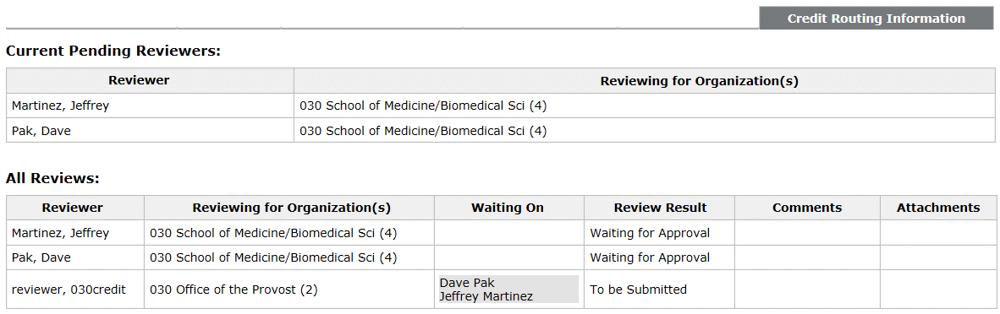 Credit Routing Information
Current Pending Reviewers:
Reviewer Reviewing for Organization(s)
Martinez, Jeffrey 030 School of Medicine/Biomedical Sci (4)
Pak, Dave 030 School of Medicine/Biomedical Sci (4)
All Reviews:
Reviewer Reviewing for Organization(s) Waiting On Review Result Comments Attachments
Martinez, Jeffrey 030 School of Medicine/Biomedical Sci (4) Waiting for Approval
Pak, Dave 030 School of Medicine/Biomedical Sci (4) Waiting for Approval
reviewer, 030credit 030 Office of the Provost (2) Dave Pak
Jeffrey Martinez To be Submitted